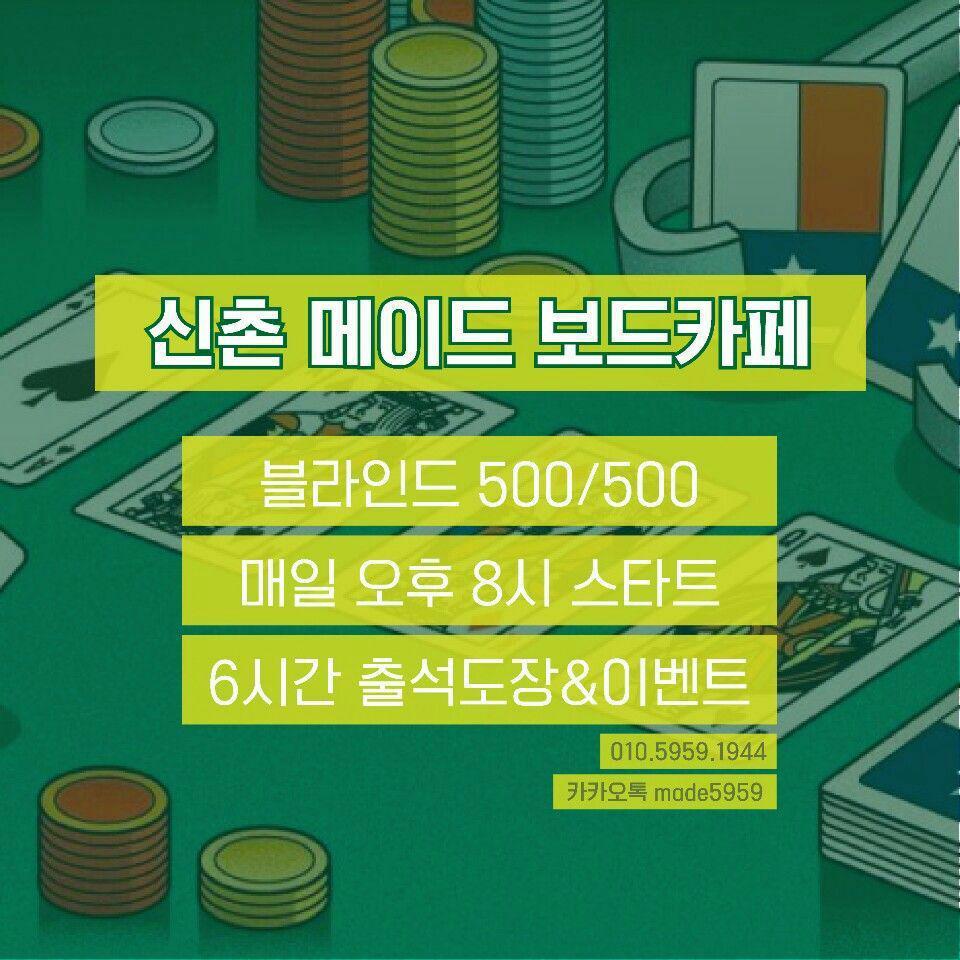 신촌 메이드 보드카페
블라인드 500/500
매일 오후 8시 스타트
6시간 출석도장&이벤트
010.5959.1944
카카오톡 made5959
A
Q